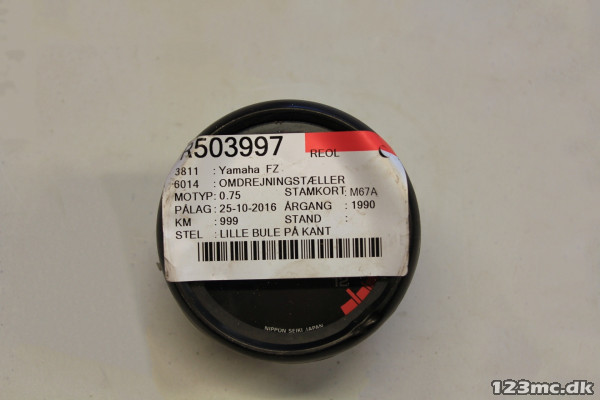 R503997 REOL
3811 : Yamaha FZ
6014 : OMDREJNINGSTÆLLER
MOTYP: 0.75 STAMKORT: M67A
PÅLAG: 25-10-2016 ÅRGANG : 1990
KM : 999 STAND :
STEL : LILLE BULE PÅ KANT
12
NIPPON SEIKI JAPAN
123mc.dk